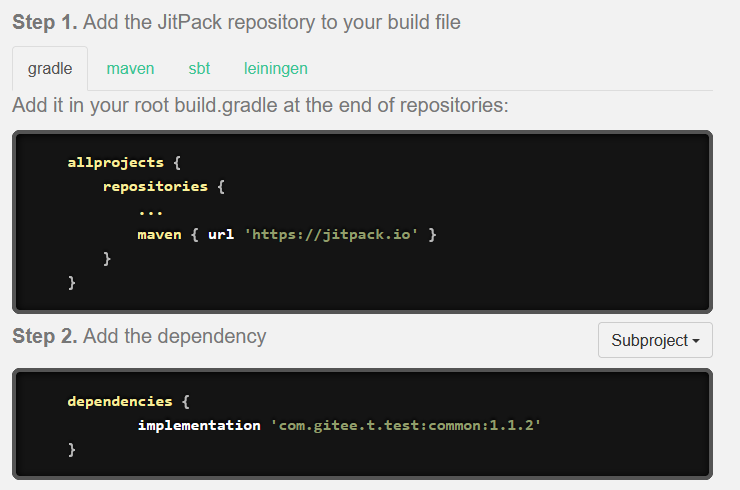 Step 1. Add the JitPack repository to your build file
gradle maven sbt leiningen
Add it in your root build.gradle at the end of repositories:
allprojects {
repositories {
...
maven { url 'https://jitpack.io' }
}
}
Step 2. Add the dependency
Subproject
dependencies {
implementation 'com.gitee.t.test:common:1.1.2'
}